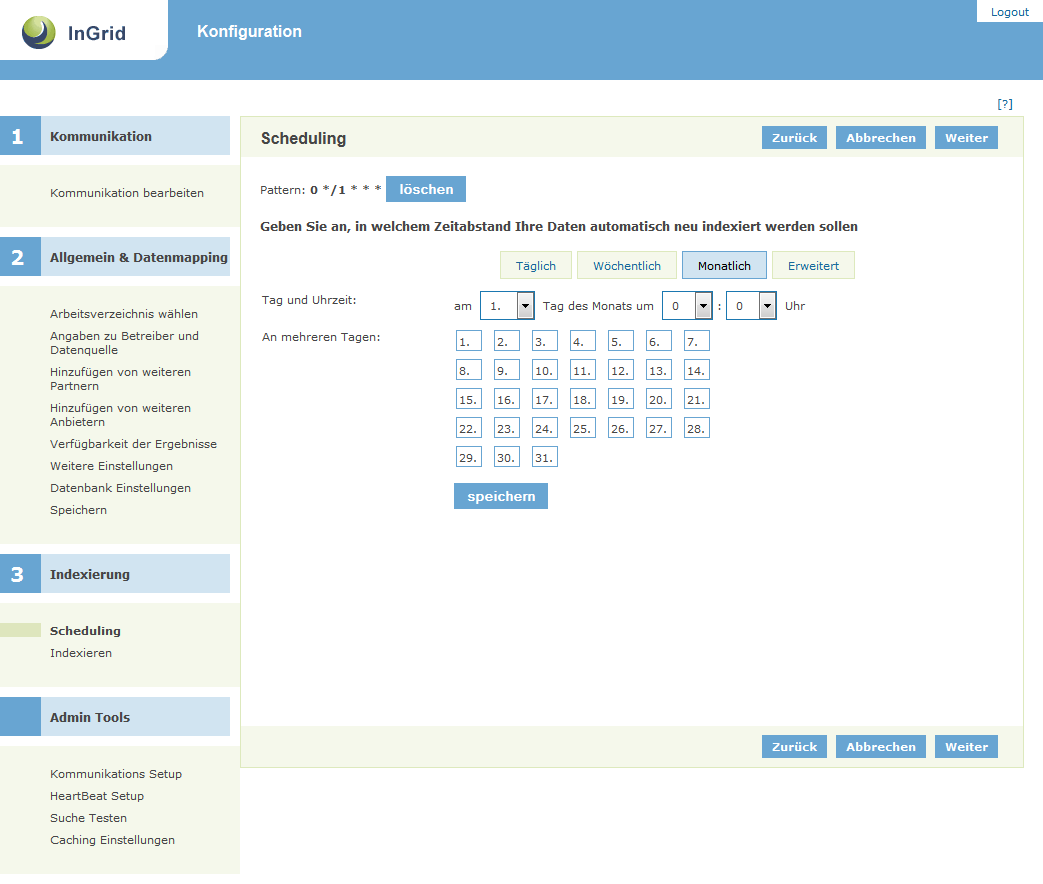 InGrid
Konfiguration
Logout
[?]
1 Kommunikation
Kommunikation bearbeiten
2 Allgemein & Datenmapping
Arbeitsverzeichnis wählen
Angaben zu Betreiber und
Datenquelle
Hinzufügen von weiteren
Partnern
Hinzufügen von weiteren
Anbietern
Verfügbarkeit der Ergebnisse
Weitere Einstellungen
Datenbank Einstellungen
Speichern
3 Indexierung
Scheduling
Indexieren
Admin Tools
Kommunikations Setup
HeartBeat Setup
Suche Testen
Caching Einstellungen
Scheduling Zurück Abbrechen Weiter
Pattern: 0 */1 * * * löschen
Geben Sie an, in welchem Zeitabstand Ihre Daten automatisch neu indexiert werden sollen
Täglich Wöchentlich Monatlich Erweitert
Tag und Uhrzeit: am 1. Tag des Monats um 0 : 0 Uhr
An mehreren Tagen: 1. 2. 3. 4. 5. 6. 7.
8. 9. 10. 11. 12. 13. 14.
15. 16. 17. 18. 19. 20. 21.
22. 23. 24. 25. 26. 27. 28.
29. 30. 31.
speichern
Zurück Abbrechen Weiter